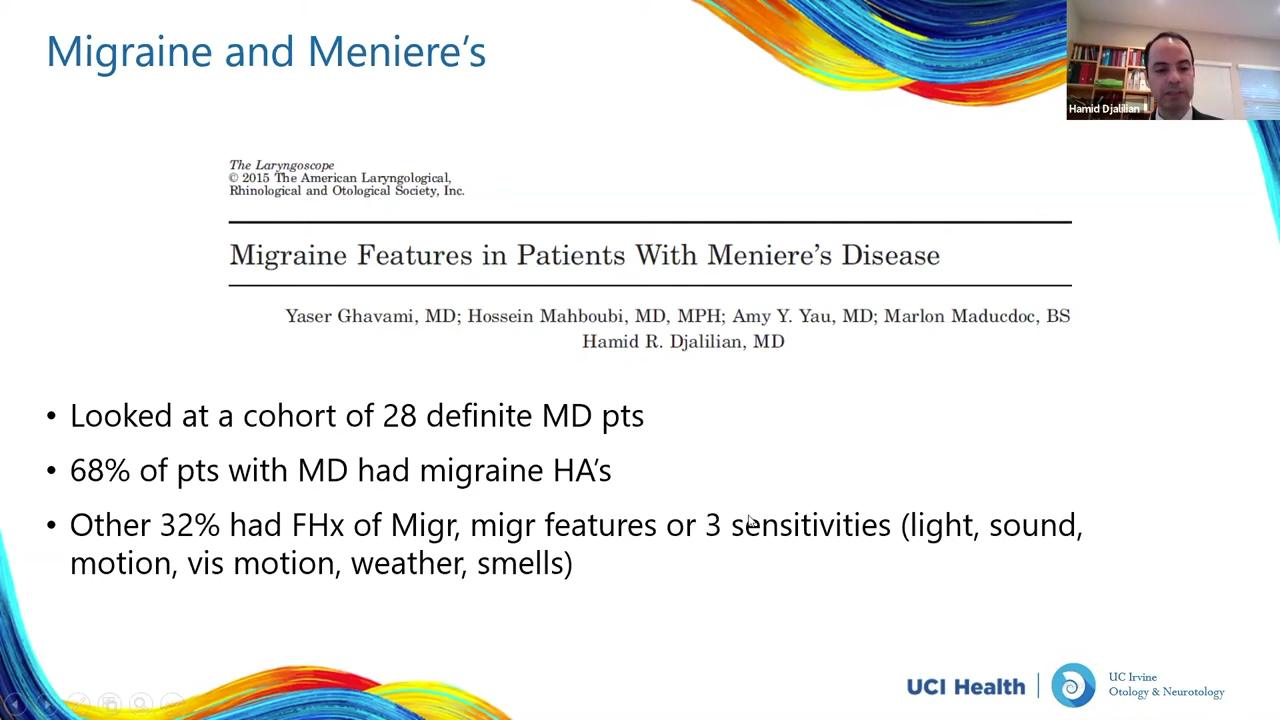 Migraine and Meniere's
Hamid Djalilian
The Laryngoscope
© 2015 The American Laryngological,
Rhinological and Otological Society, Inc.
Migraine Features in Patients With Meniere's Disease
Yaser Ghavami, MD; Hossein Mahboubi, MD, MPH; Amy Y. Yau, MD; Marlon Maducdoc, BS
Hamid R. Djalilian, MD
• Looked at a cohort of 28 definite MD pts
• 68% of pts with MD had migraine HA's
• Other 32% had FHx of Migr, migr features or 3 sensitivities (light, sound,
motion, vis motion, weather, smells)
UCI Health
UC Irvine
Otology & Neurotology